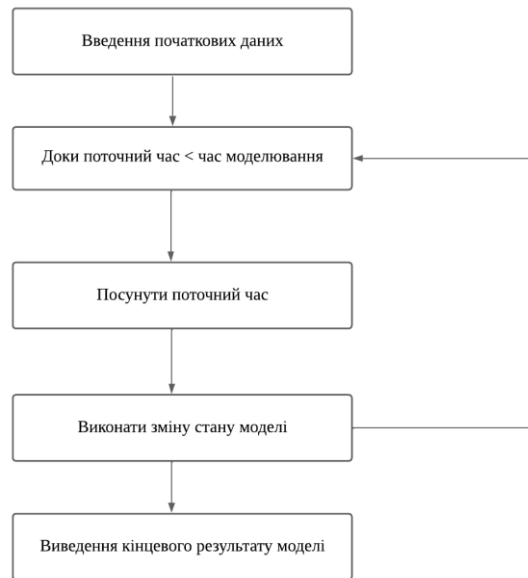 Введення початкових даних
Доки поточний час < час моделювання
Посунути поточний час
Виконати зміну стану моделі
Виведення кінцевого результату моделі